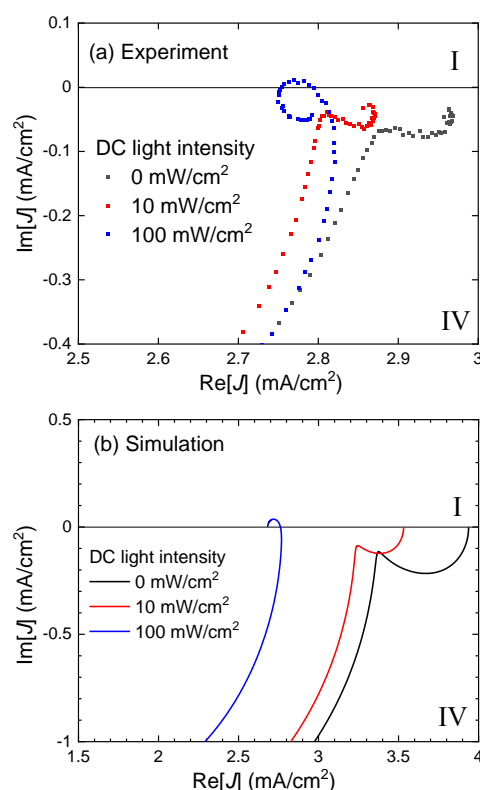 0.1
(a) Experiment
I
0
DC light intensity
0 mW/cm²
10 mW/cm²
100 mW/cm²
-0.1
-0.2
-0.3
-0.4
IV
Im[J] (mA/cm²)
2.5 2.6 2.7 2.8 2.9 3
Re[J] (mA/cm²)
0.5
(b) Simulation
I
0
DC light intensity
0 mW/cm²
10 mW/cm²
100 mW/cm²
-0.5
-1
IV
Im[J] (mA/cm²)
1.5 2 2.5 3 3.5 4
Re[J] (mA/cm²)